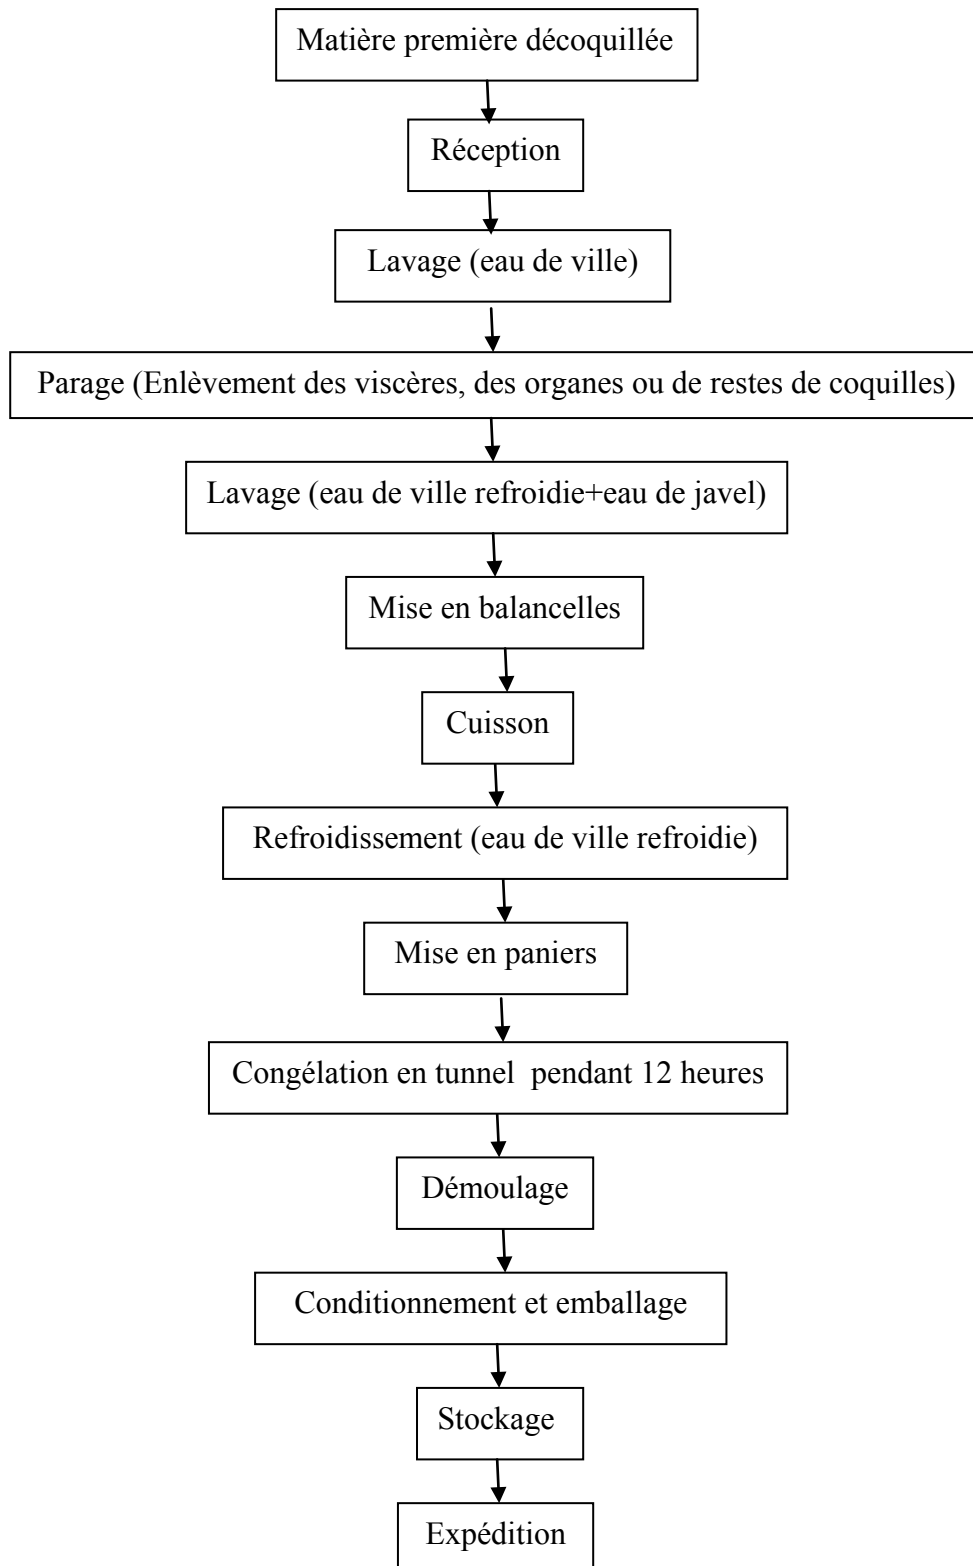 Matière première décoquillée
Réception
Lavage (eau de ville)
Parage (Enlèvement des viscères, des organes ou de restes de coquilles)
Lavage (eau de ville refroidie+eau de javel)
Mise en balancelles
Cuisson
Refroidissement (eau de ville refroidie)
Mise en paniers
Congélation en tunnel pendant 12 heures
Démoulage
Conditionnement et emballage
Stockage
Expédition